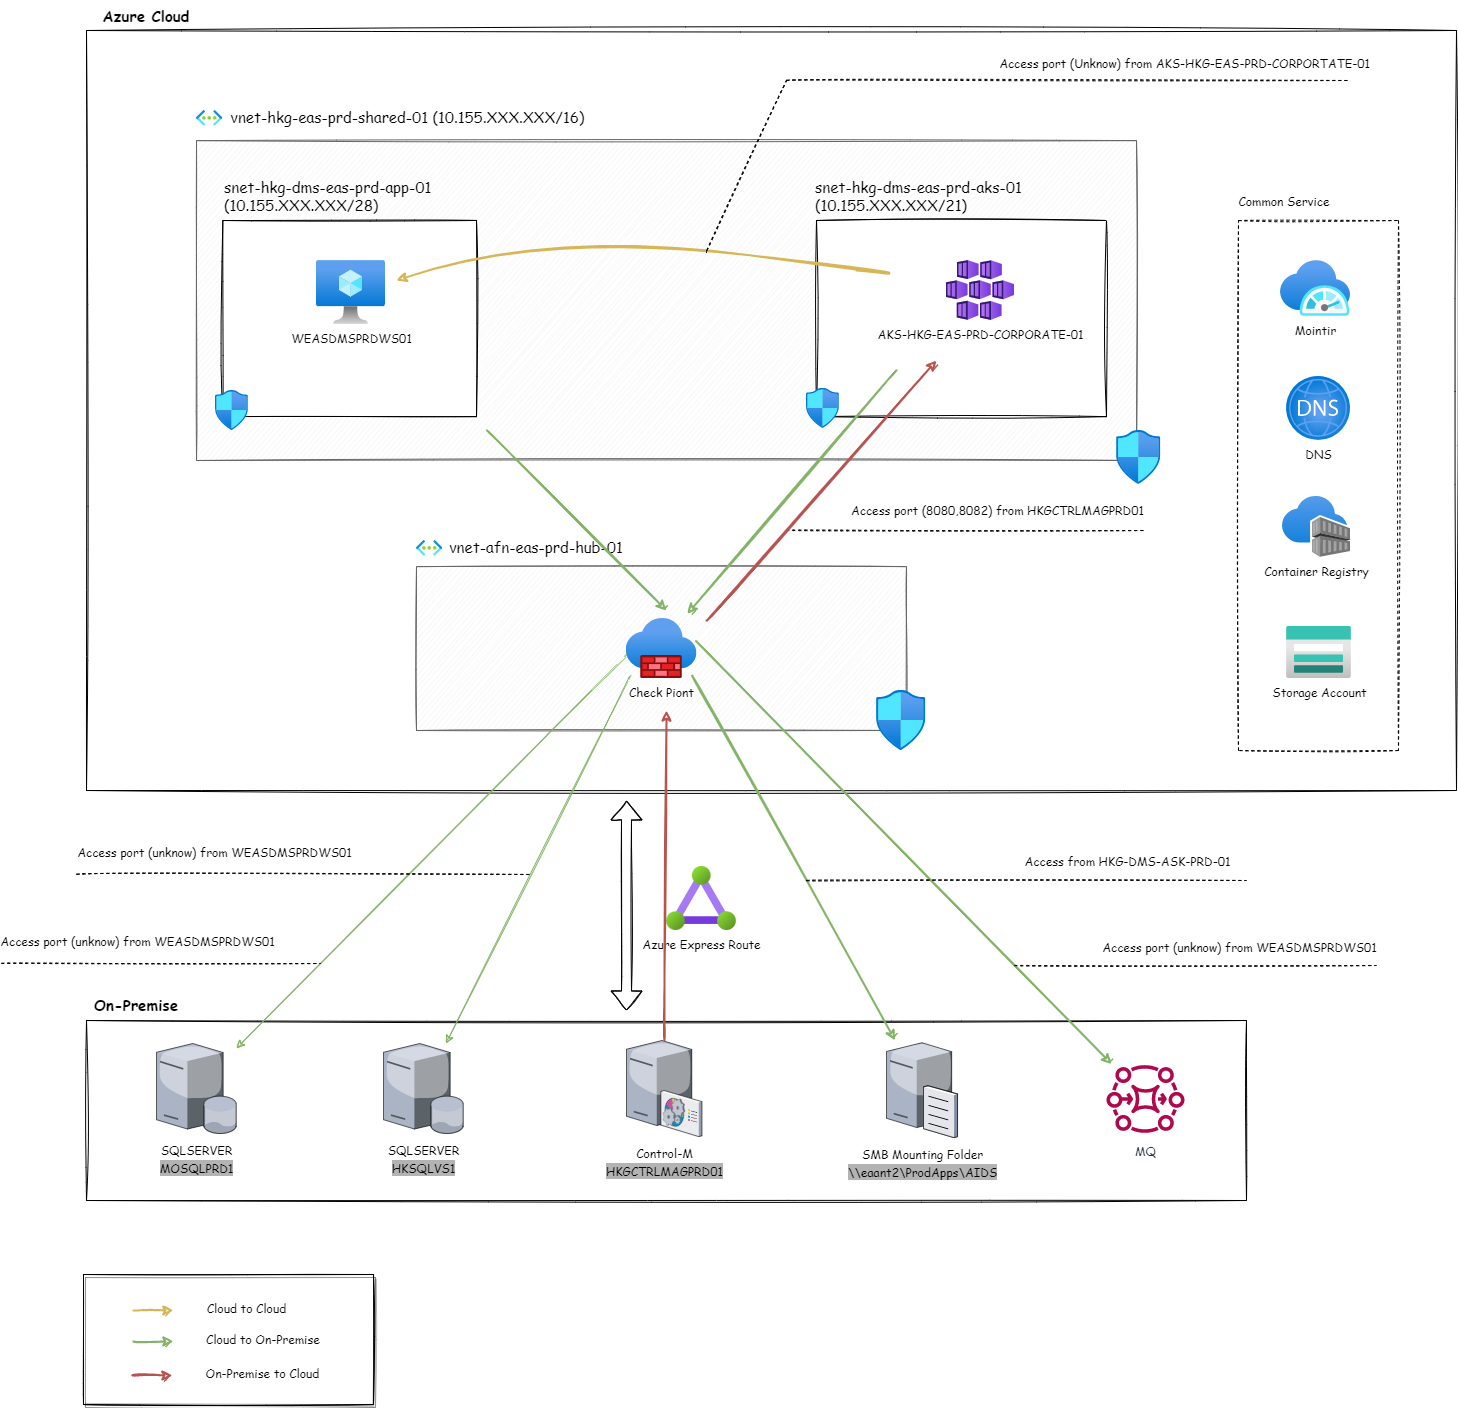 Azure Cloud
Access port (Unknow) from AKS-HKG-EAS-PRD-CORPORTATE-01
vnet-hkg-eas-prd-shared-01 (10.155.XXX.XXX/16)
snet-hkg-dms-eas-prd-app-01
(10.155.XXX.XXX/28)
snet-hkg-dms-eas-prd-aks-01
(10.155.XXX.XXX/21)
Common Service
WEASDMSPRDWS01
AKS-HKG-EAS-PRD-CORPORATE-01
Mointir
DNS
DNS
Access port (8080,8082) from HKGCTRLMAGPRD01
vnet-afn-eas-prd-hub-01
Container Registry
Check Piont
Storage Account
Access port (unknow) from WEASDMSPRDWS01
Access from HKG-DMS-ASK-PRD-01
Access port (unknow) from WEASDMSPRDWS01
Azure Express Route
Access port (unknow) from WEASDMSPRDWS01
On-Premise
SQLSERVER
MOSQLPRD1
SQLSERVER
HKSQLVS1
Control-M
HKGCTRLMAGPRD01
SMB Mounting Folder
\\eaant2\ProdApps\AIDS
MQ
Cloud to Cloud
Cloud to On-Premise
On-Premise to Cloud